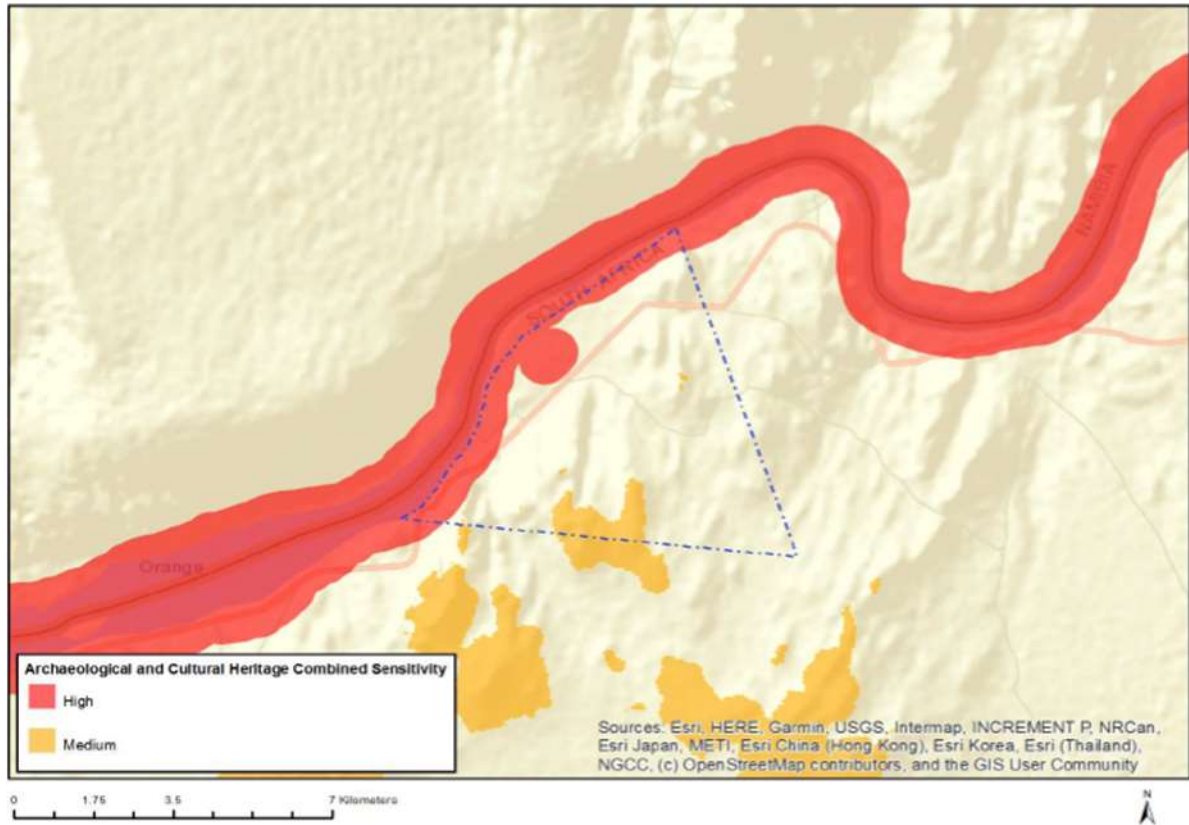 NAMIBIA
SOUTH AFRICA
Orange
Archaeological and Cultural Heritage Combined Sensitivity
High
Medium
Sources: Esri, HERE, Garmin, USGS, Intermap, INCREMENT P, NRCan,
Esri Japan, METI, Esri China (Hong Kong), Esri Korea, Esri (Thailand),
NGCC, (c) OpenStreetMap contributors, and the GIS User Community
0 1.75 3.5 7 Kilometers
N